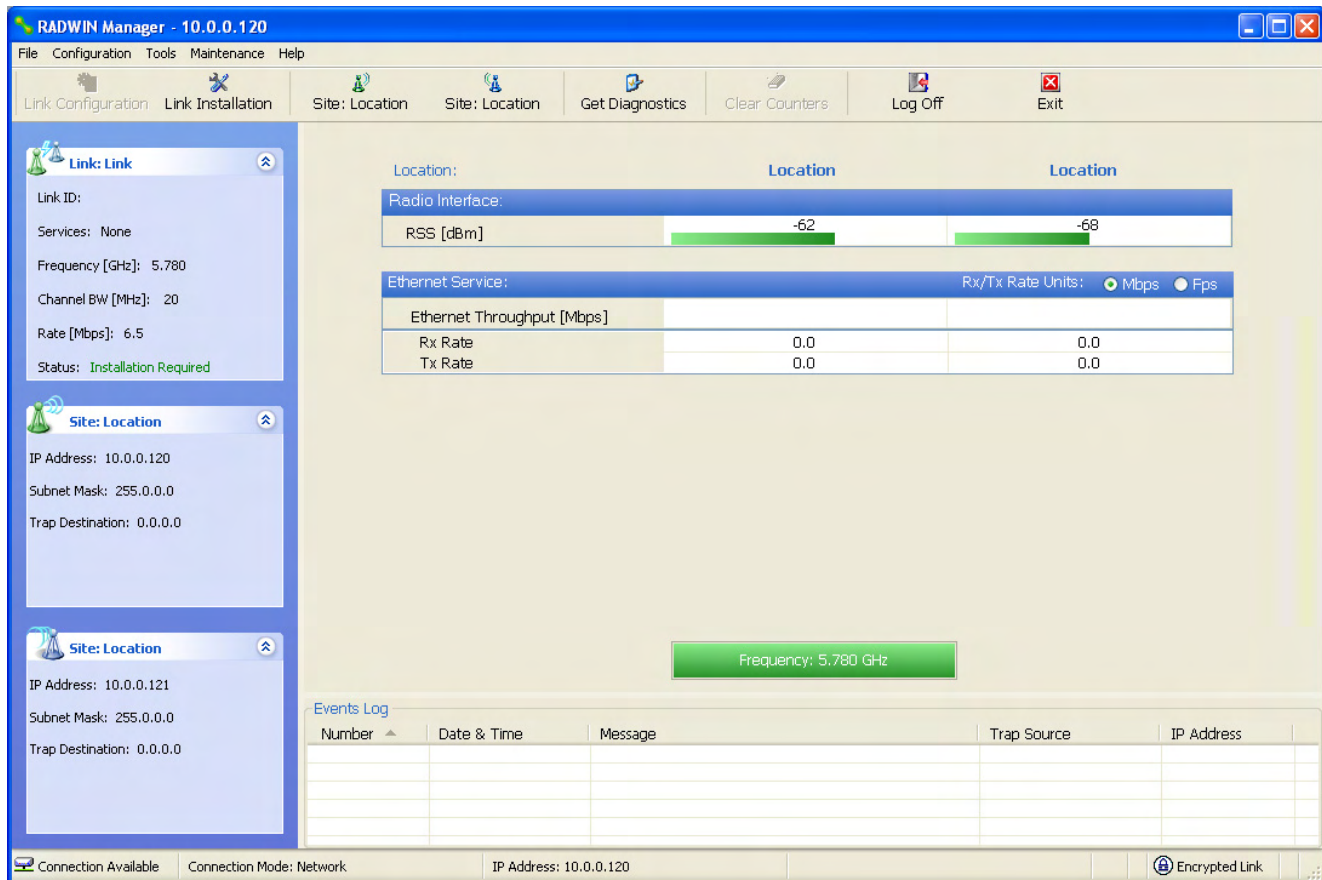 RADWIN Manager - 10.0.0.120
File Configuration Tools Maintenance Help
Link Configuration Link Installation Site: Location Site: Location Get Diagnostics Clear Counters Log Off Exit
Link: Link
Link ID:
Services: None
Frequency [GHz]: 5.780
Channel BW [MHz]: 20
Rate [Mbps]: 6.5
Status: Installation Required
Site: Location
IP Address: 10.0.0.120
Subnet Mask: 255.0.0.0
Trap Destination: 0.0.0.0
Site: Location
IP Address: 10.0.0.121
Subnet Mask: 255.0.0.0
Trap Destination: 0.0.0.0
Location: Location Location
Radio Interface:
RSS [dBm] -62 -68
Ethernet Service: Rx/Tx Rate Units: Mbps Fps
Ethernet Throughput [Mbps]
Rx Rate 0.0 0.0
Tx Rate 0.0 0.0
Frequency: 5.780 GHz
Events Log
Number Date & Time Message Trap Source IP Address
Connection Available Connection Mode: Network IP Address: 10.0.0.120 Encrypted Link